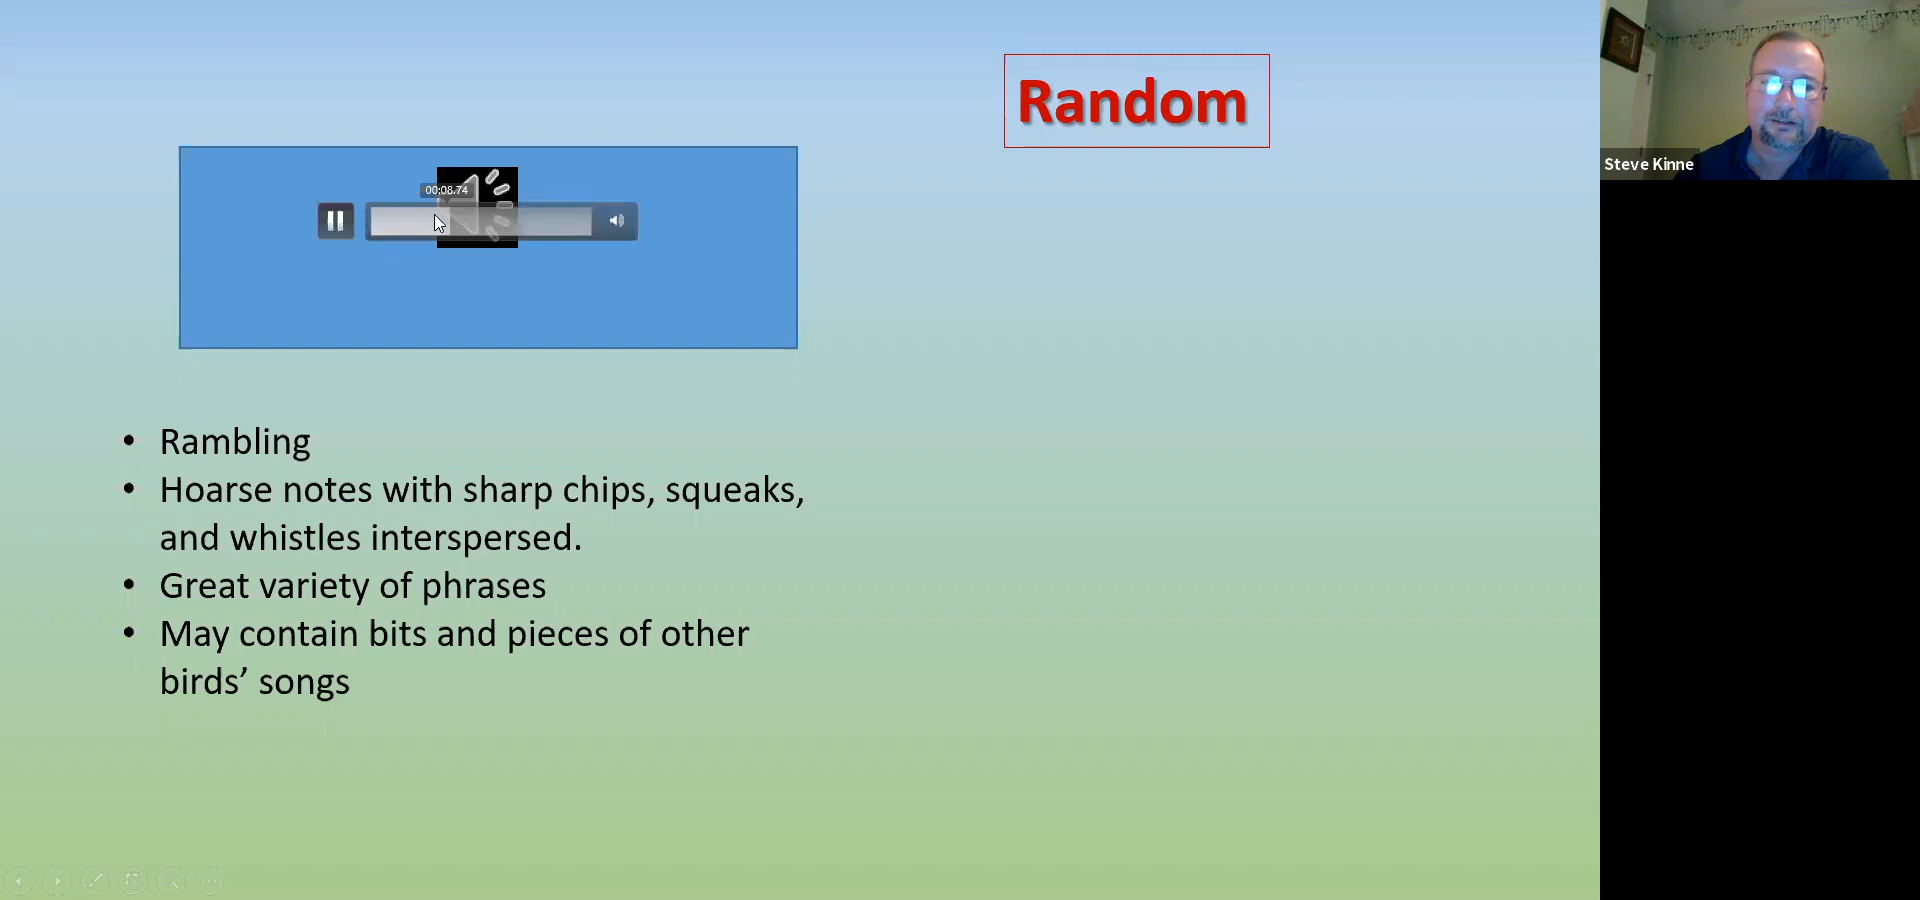 Random
00:08.74
Steve Kinne
• Rambling
• Hoarse notes with sharp chips, squeaks,
and whistles interspersed.
• Great variety of phrases
• May contain bits and pieces of other
birds’ songs